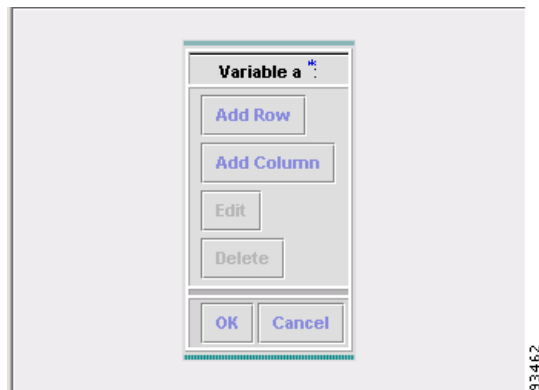 Variable a *:
Add Row
Add Column
Edit
Delete
OK Cancel
93462